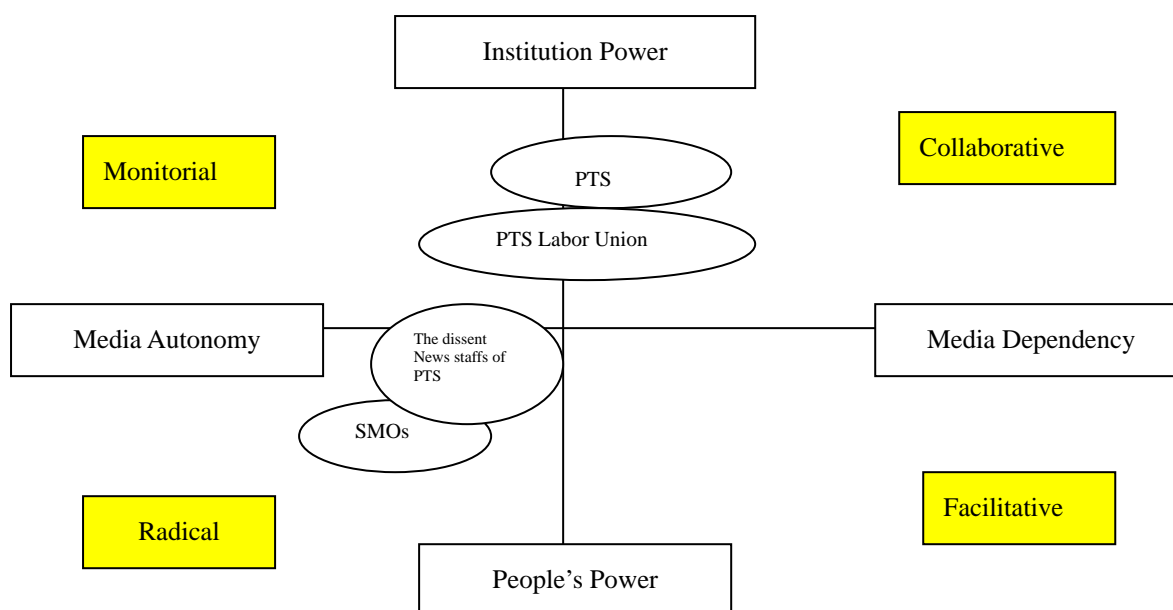 Institution Power
Monitorial
Collaborative
PTS
PTS Labor Union
Media Autonomy
The dissent
News staffs of
PTS
Media Dependency
SMOs
Radical
Facilitative
People’s Power